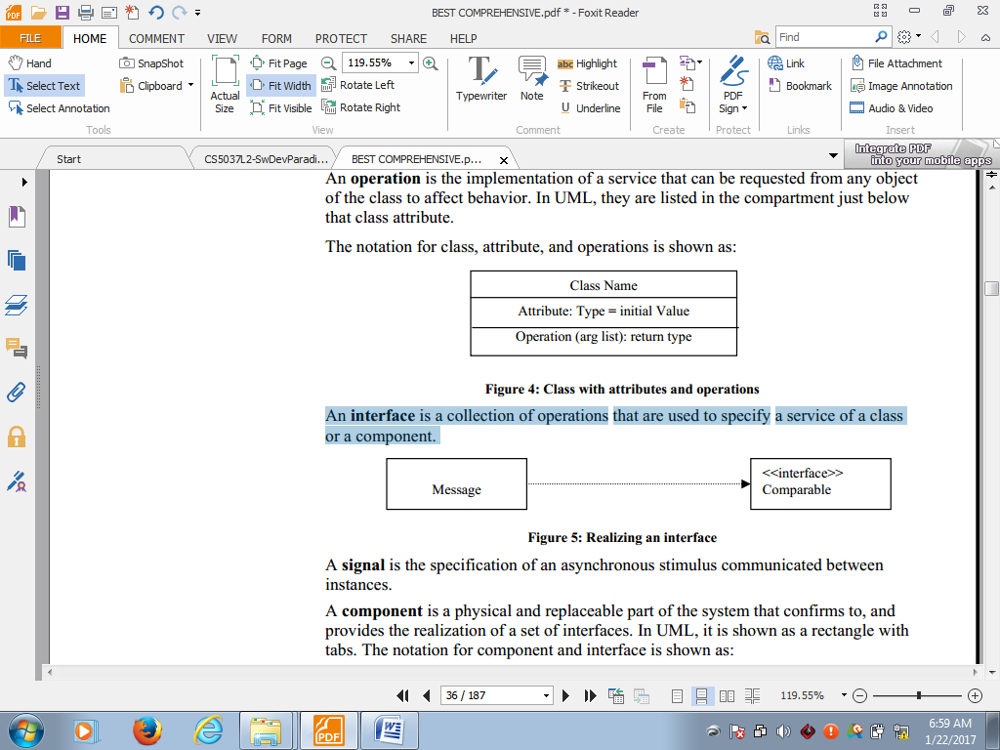 BEST COMPREHENSIVE.pdf * - Foxit Reader
FILE HOME COMMENT VIEW FORM PROTECT SHARE HELP Find
Hand SnapShot Fit Page 119.55% abc Highlight Link File Attachment
Select Text Clipboard Actual Size Fit Width Rotate Left Typewriter Note Strikeout From File PDF Sign Bookmark Image Annotation
Select Annotation Fit Visible Rotate Right Underline Audio & Video
Tools View Comment Create Protect Links Insert
Start CS5037L2-SwDevParadi... BEST COMPREHENSIVE.p... Integrate PDF
into your mobile apps
An operation is the implementation of a service that can be requested from any object
of the class to affect behavior. In UML, they are listed in the compartment just below
that class attribute.
The notation for class, attribute, and operations is shown as:
Class Name
Attribute: Type = initial Value
Operation (arg list): return type
Figure 4: Class with attributes and operations
An interface is a collection of operations that are used to specify a service of a class
or a component.
<<interface>>
Message Comparable
Figure 5: Realizing an interface
A signal is the specification of an asynchronous stimulus communicated between
instances.
A component is a physical and replaceable part of the system that confirms to, and
provides the realization of a set of interfaces. In UML, it is shown as a rectangle with
tabs. The notation for component and interface is shown as:
36 / 187 119.55%
6:59 AM
1/22/2017